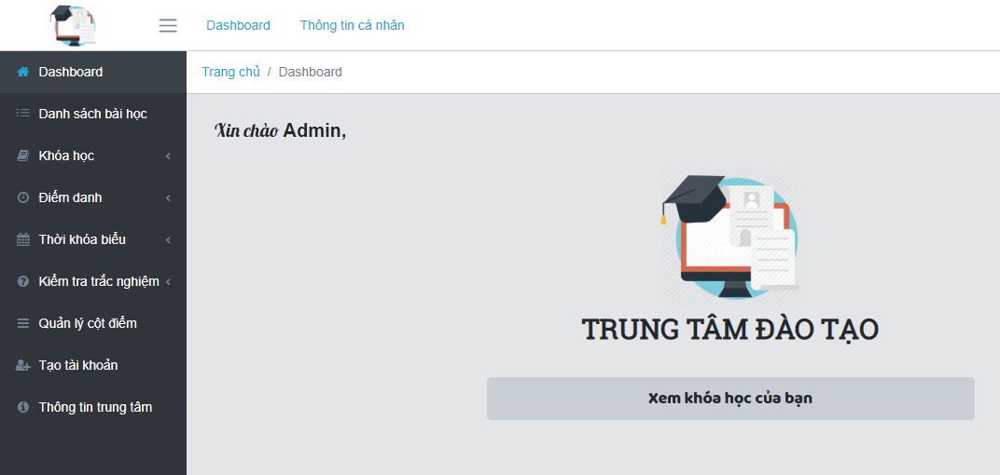 Dashboard
Thông tin cá nhân
Dashboard
Danh sách bài học
Khóa học
Điểm danh
Thời khóa biểu
Kiểm tra trắc nghiệm
Quản lý cột điểm
Tạo tài khoản
Thông tin trung tâm
Trang chủ / Dashboard
Xin chào Admin,
TRUNG TÂM ĐÀO TẠO
Xem khóa học của bạn